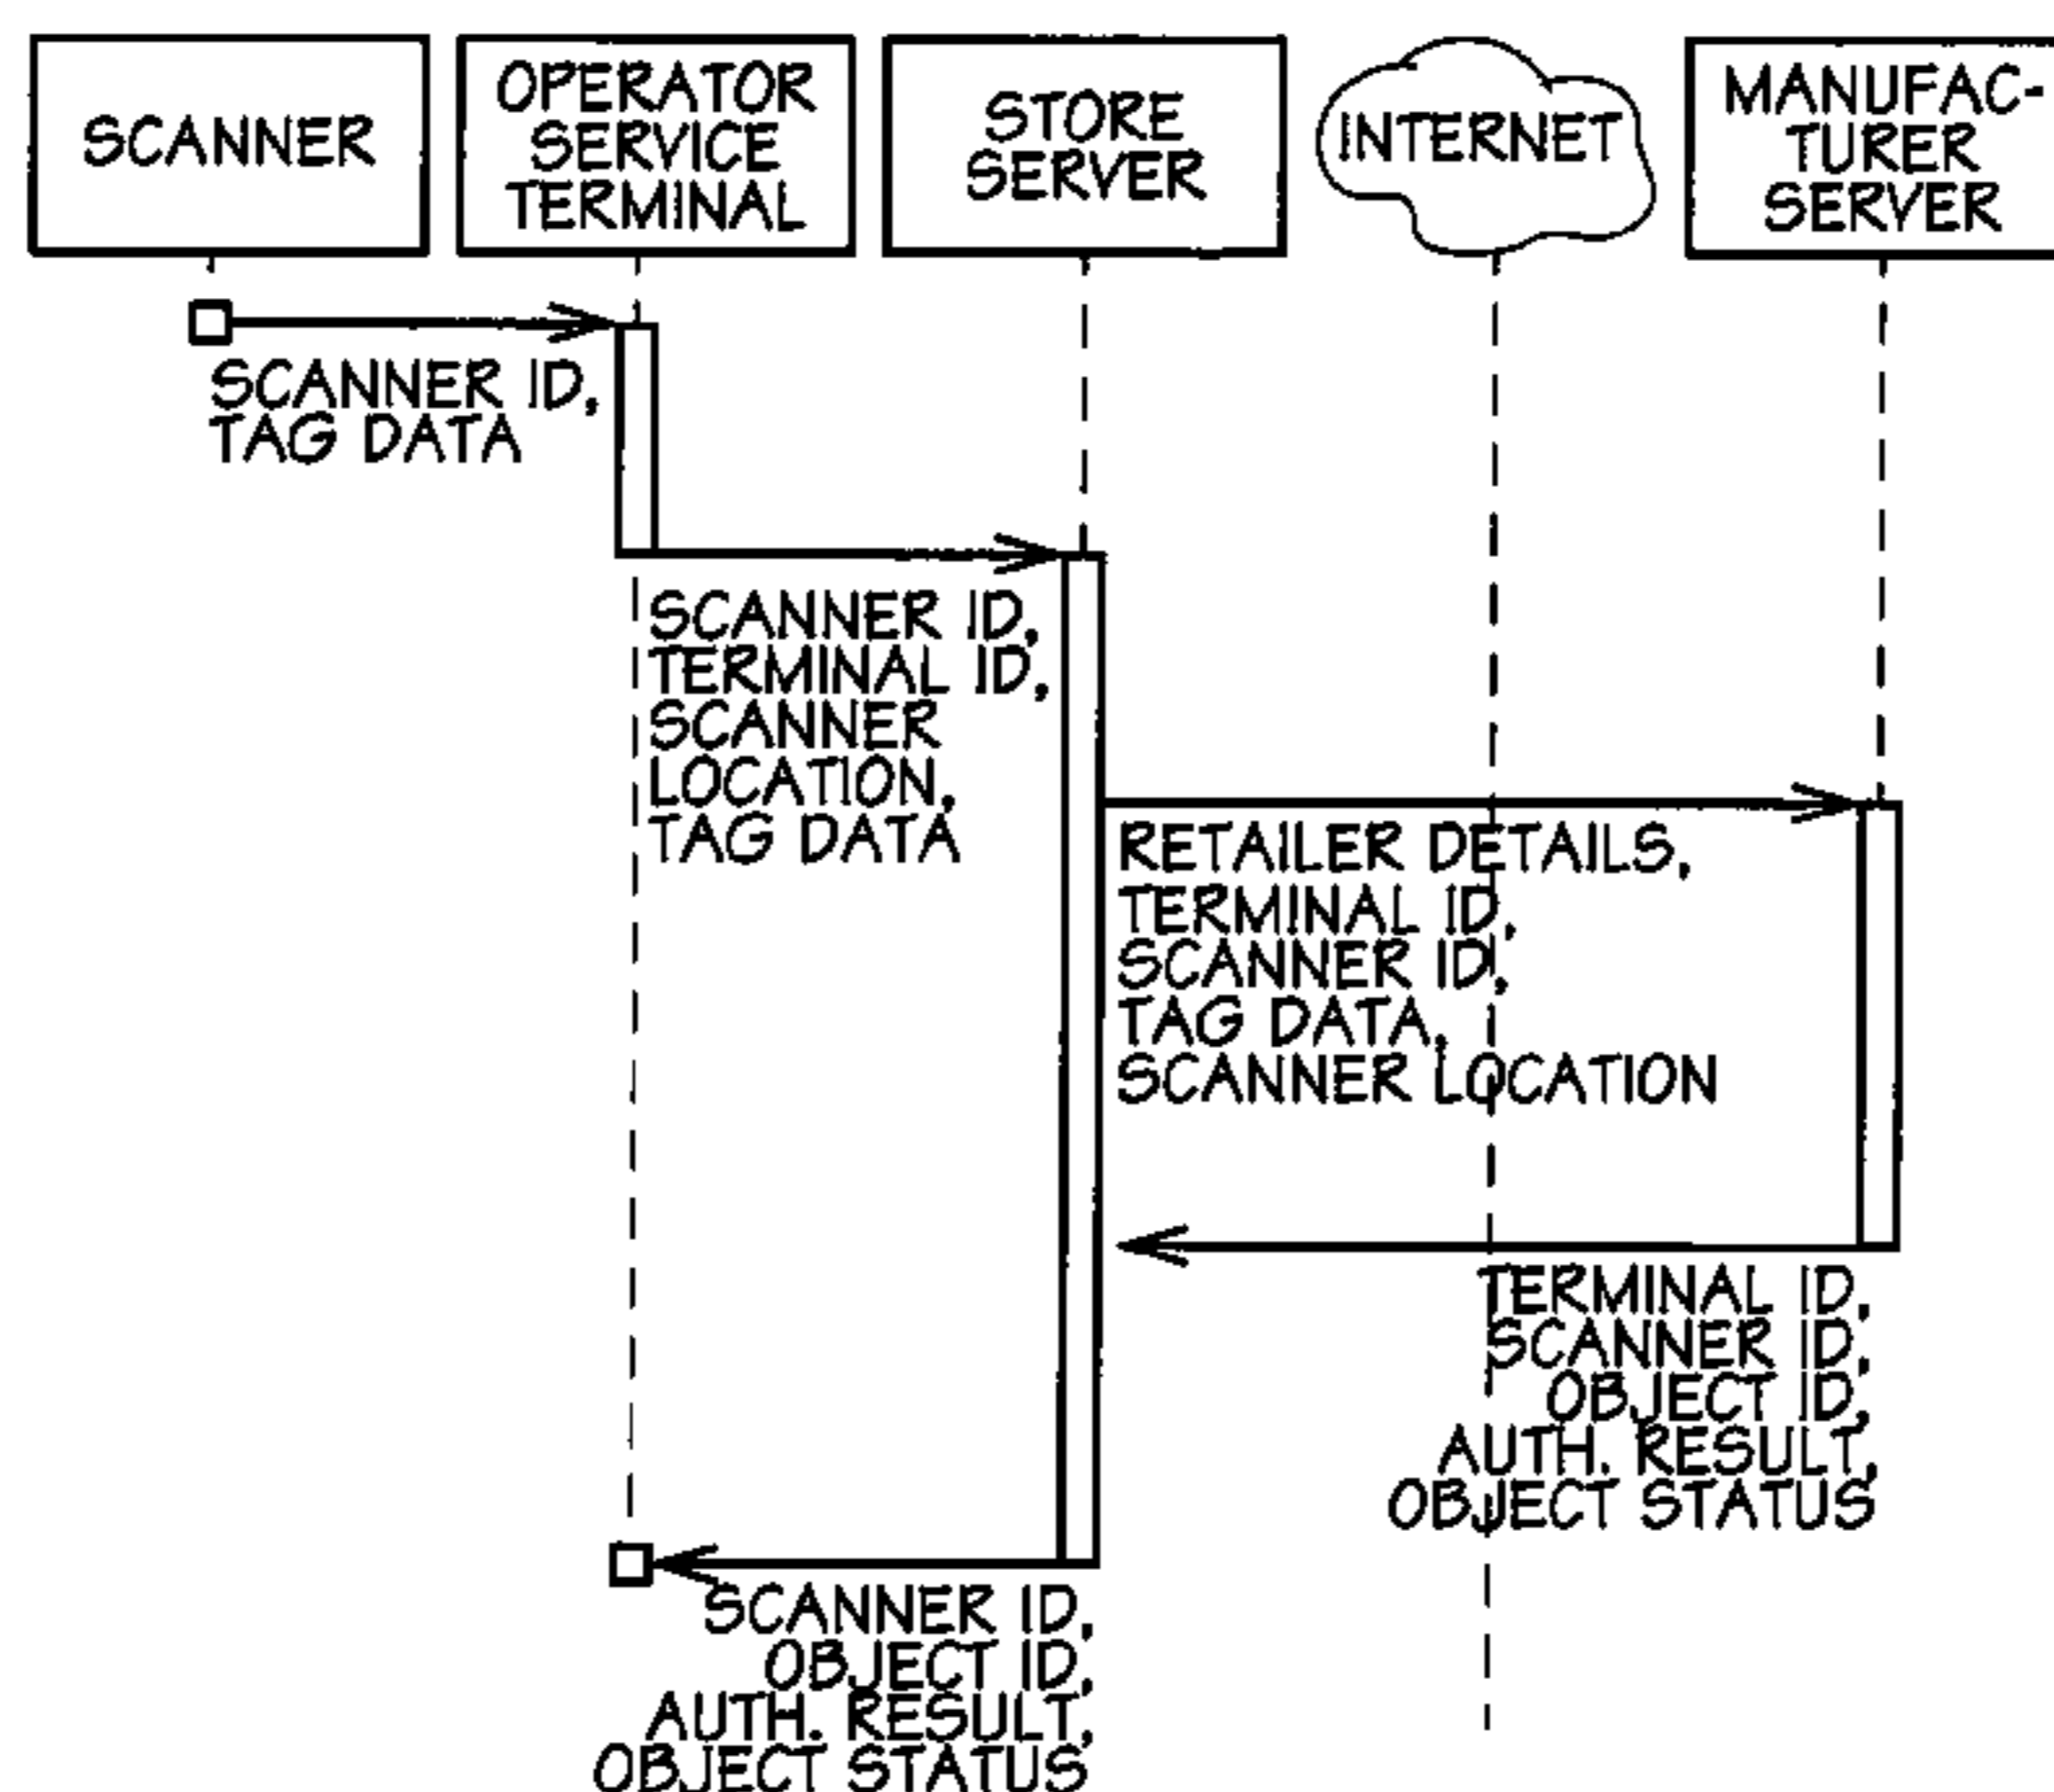 SCANNER
OPERATOR
SERVICE
TERMINAL
STORE
SERVER
INTERNET
MANUFAC-
TURER
SERVER
SCANNER ID,
TAG DATA
SCANNER ID,
TERMINAL ID,
SCANNER
LOCATION,
TAG DATA
RETAILER DETAILS,
TERMINAL ID,
SCANNER ID,
TAG DATA,
SCANNER LOCATION
TERMINAL ID,
SCANNER ID,
OBJECT ID,
AUTH. RESULT,
OBJECT STATUS
SCANNER ID,
OBJECT ID,
AUTH. RESULT,
OBJECT STATUS